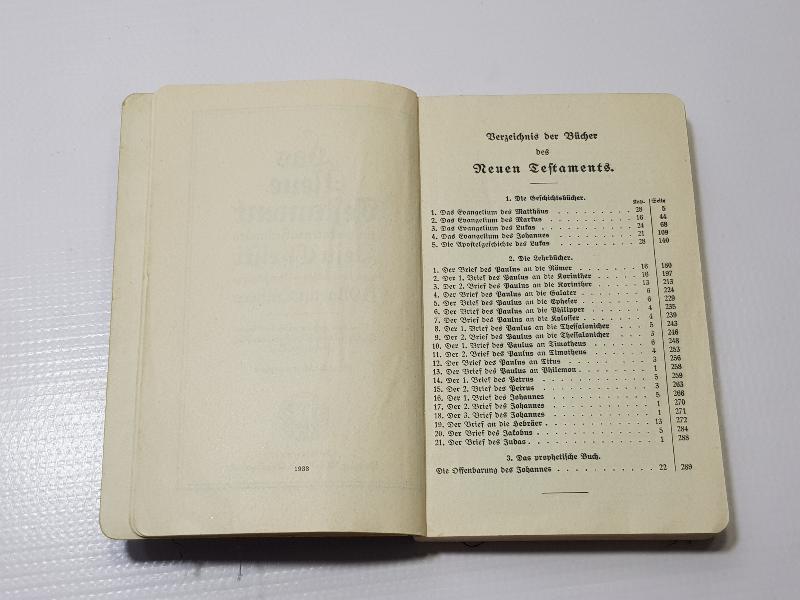 1938
Verzeichnis der Bücher
des
Neuen Testaments.
1. Die Geschichtsbücher.
Kap. Seite
1. Das Evangelium des Matthäus . . . . . . . . . 28 5
2. Das Evangelium des Markus . . . . . . . . . 16 44
3. Das Evangelium des Lukas . . . . . . . . . 24 68
4. Das Evangelium des Johannes . . . . . . . . . 21 109
5. Die Apostelgeschichte des Lukas . . . . . . . . . 28 140
2. Die Lehrbücher.
1. Der Brief des Paulus an die Römer . . . . . . . 16 180
2. Der 1. Brief des Paulus an die Korinther . . . . . 16 197
3. Der 2. Brief des Paulus an die Korinther . . . . . 13 213
4. Der Brief des Paulus an die Galater . . . . . . 6 224
5. Der Brief des Paulus an die Epheser . . . . . . 6 229
6. Der Brief des Paulus an die Philipper . . . . . . 4 235
7. Der Brief des Paulus an die Kolosser . . . . . . 4 239
8. Der 1. Brief des Paulus an die Thessalonicher . . . 5 243
9. Der 2. Brief des Paulus an die Thessalonicher . . . 3 246
10. Der 1. Brief des Paulus an Timotheus . . . . . 6 248
11. Der 2. Brief des Paulus an Timotheus . . . . . 4 253
12. Der Brief des Paulus an Titus . . . . . . . 3 256
13. Der Brief des Paulus an Philemon . . . . . . 1 258
14. Der 1. Brief des Petrus . . . . . . . . . 5 259
15. Der 2. Brief des Petrus . . . . . . . . . 3 263
16. Der 1. Brief des Johannes . . . . . . . . 5 266
17. Der 2. Brief des Johannes . . . . . . . . 1 270
18. Der 3. Brief des Johannes . . . . . . . . 1 271
19. Der Brief an die Hebräer . . . . . . . . 13 272
20. Der Brief des Jakobus . . . . . . . . . 5 284
21. Der Brief des Judas . . . . . . . . . . 1 288
3. Das prophetische Buch.
Die Offenbarung des Johannes . . . . . . . . . 22 289